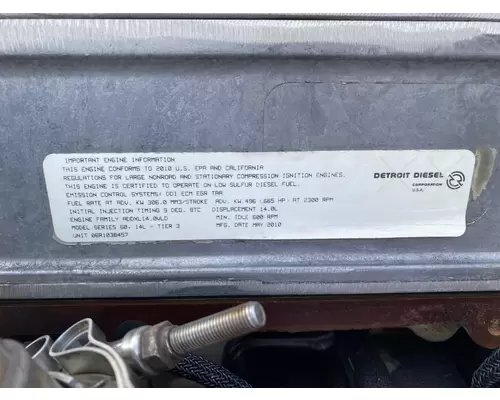 IMPORTANT ENGINE INFORMATION
THIS ENGINE CONFORMS TO 2010 U.S. EPA AND CALIFORNIA
REGULATIONS FOR LARGE NONROAD AND STATIONARY COMPRESSION IGNITION ENGINES.
THIS ENGINE IS CERTIFIED TO OPERATE ON LOW SULFUR DIESEL FUEL.
EMISSION CONTROL SYSTEMS: DDI ECM EGR TAA
FUEL RATE AT ADV. KW 306.0 MM3/STROKE ADV. KW 496 (665 HP) AT 2300 RPM
INITIAL INJECTION TIMING 9 DEG. BTC DISPLACEMENT 14.0L
ENGINE FAMILY ADDXL14.0VLD MIN. IDLE 600 RPM
MODEL SERIES 60, 14L - TIER 3 MFG. DATE MAY 2010
UNIT 06R1038457
DETROIT DIESEL
CORPORATION
U.S.A.